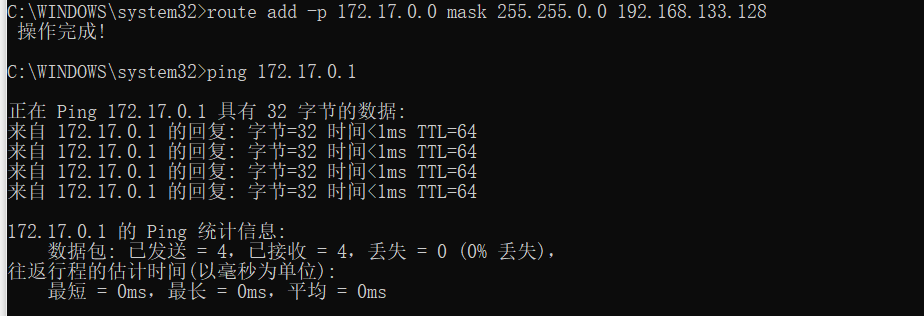 C:\WINDOWS\system32>route add -p 172.17.0.0 mask 255.255.0.0 192.168.133.128
操作完成!
C:\WINDOWS\system32>ping 172.17.0.1
正在 Ping 172.17.0.1 具有 32 字节的数据:
来自 172.17.0.1 的回复: 字节=32 时间<1ms TTL=64
来自 172.17.0.1 的回复: 字节=32 时间<1ms TTL=64
来自 172.17.0.1 的回复: 字节=32 时间<1ms TTL=64
来自 172.17.0.1 的回复: 字节=32 时间<1ms TTL=64
172.17.0.1 的 Ping 统计信息:
数据包: 已发送 = 4，已接收 = 4，丢失 = 0 (0% 丢失)，
往返行程的估计时间(以毫秒为单位):
最短 = 0ms，最长 = 0ms，平均 = 0ms